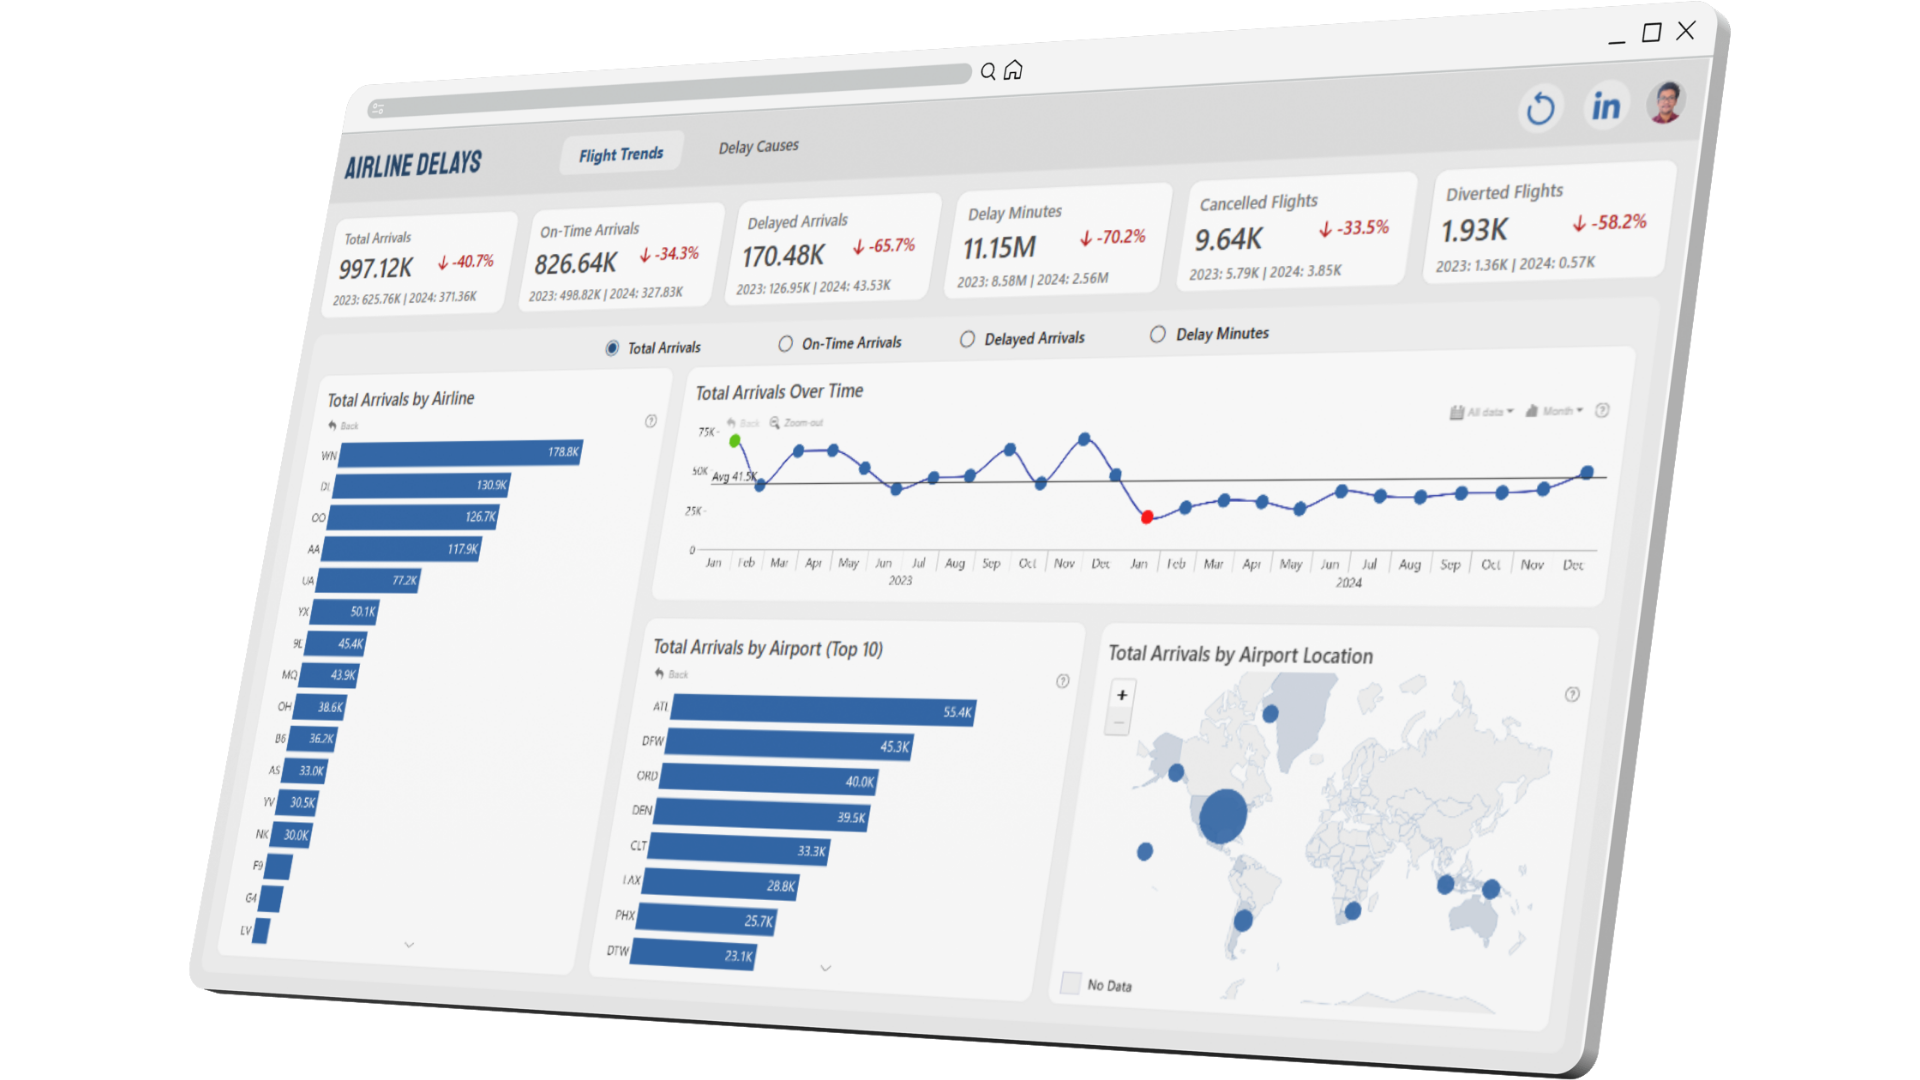 AIRLINE DELAYS
Flight Trends
Delay Causes
in
Total Arrivals
997.12K
-40.7%
2023: 625.76K | 2024: 371.36K
On-Time Arrivals
826.64K
-34.3%
2023: 498.82K | 2024: 327.83K
Delayed Arrivals
170.48K
-65.7%
2023: 126.95K | 2024: 43.53K
Delay Minutes
11.15M
-70.2%
2023: 8.58M | 2024: 2.56M
Cancelled Flights
9.64K
-33.5%
2023: 5.79K | 2024: 3.85K
Diverted Flights
1.93K
-58.2%
2023: 1.36K | 2024: 0.57K
Total Arrivals
On-Time Arrivals
Delayed Arrivals
Delay Minutes
Total Arrivals by Airline
Back
WN 178.8K
DL 130.9K
OO 126.7K
AA 117.9K
UA 77.2K
YX 50.1K
9E 45.4K
MQ 43.9K
OH 38.6K
B6 36.2K
AS 33.0K
YV 30.5K
NK 30.0K
F9
G4
LV
Total Arrivals Over Time
Back Zoom-out
All data Month
75K
50K
Avg 41.5K
25K
0
Jan Feb Mar Apr May Jun Jul Aug Sep Oct Nov Dec Jan Feb Mar Apr May Jun Jul Aug Sep Oct Nov Dec
2023 2024
Total Arrivals by Airport (Top 10)
Back
ATL 55.4K
DFW 45.3K
ORD 40.0K
DEN 39.5K
CLT 33.3K
LAX 28.8K
PHX 25.7K
DTW 23.1K
Total Arrivals by Airport Location
+
No Data